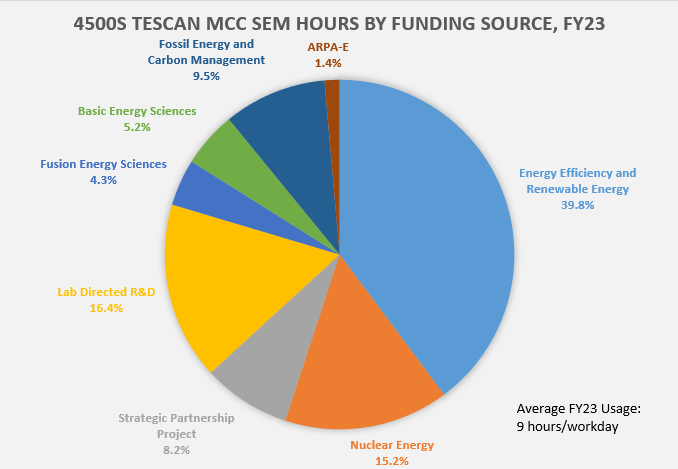 4500S TESCAN MCC SEM HOURS BY FUNDING SOURCE, FY23
Fossil Energy and
Carbon Management
9.5%
ARPA-E
1.4%
Basic Energy Sciences
5.2%
Fusion Energy Sciences
4.3%
Energy Efficiency and
Renewable Energy
39.8%
Lab Directed R&D
16.4%
Strategic Partnership
Project
8.2%
Nuclear Energy
15.2%
Average FY23 Usage:
9 hours/workday